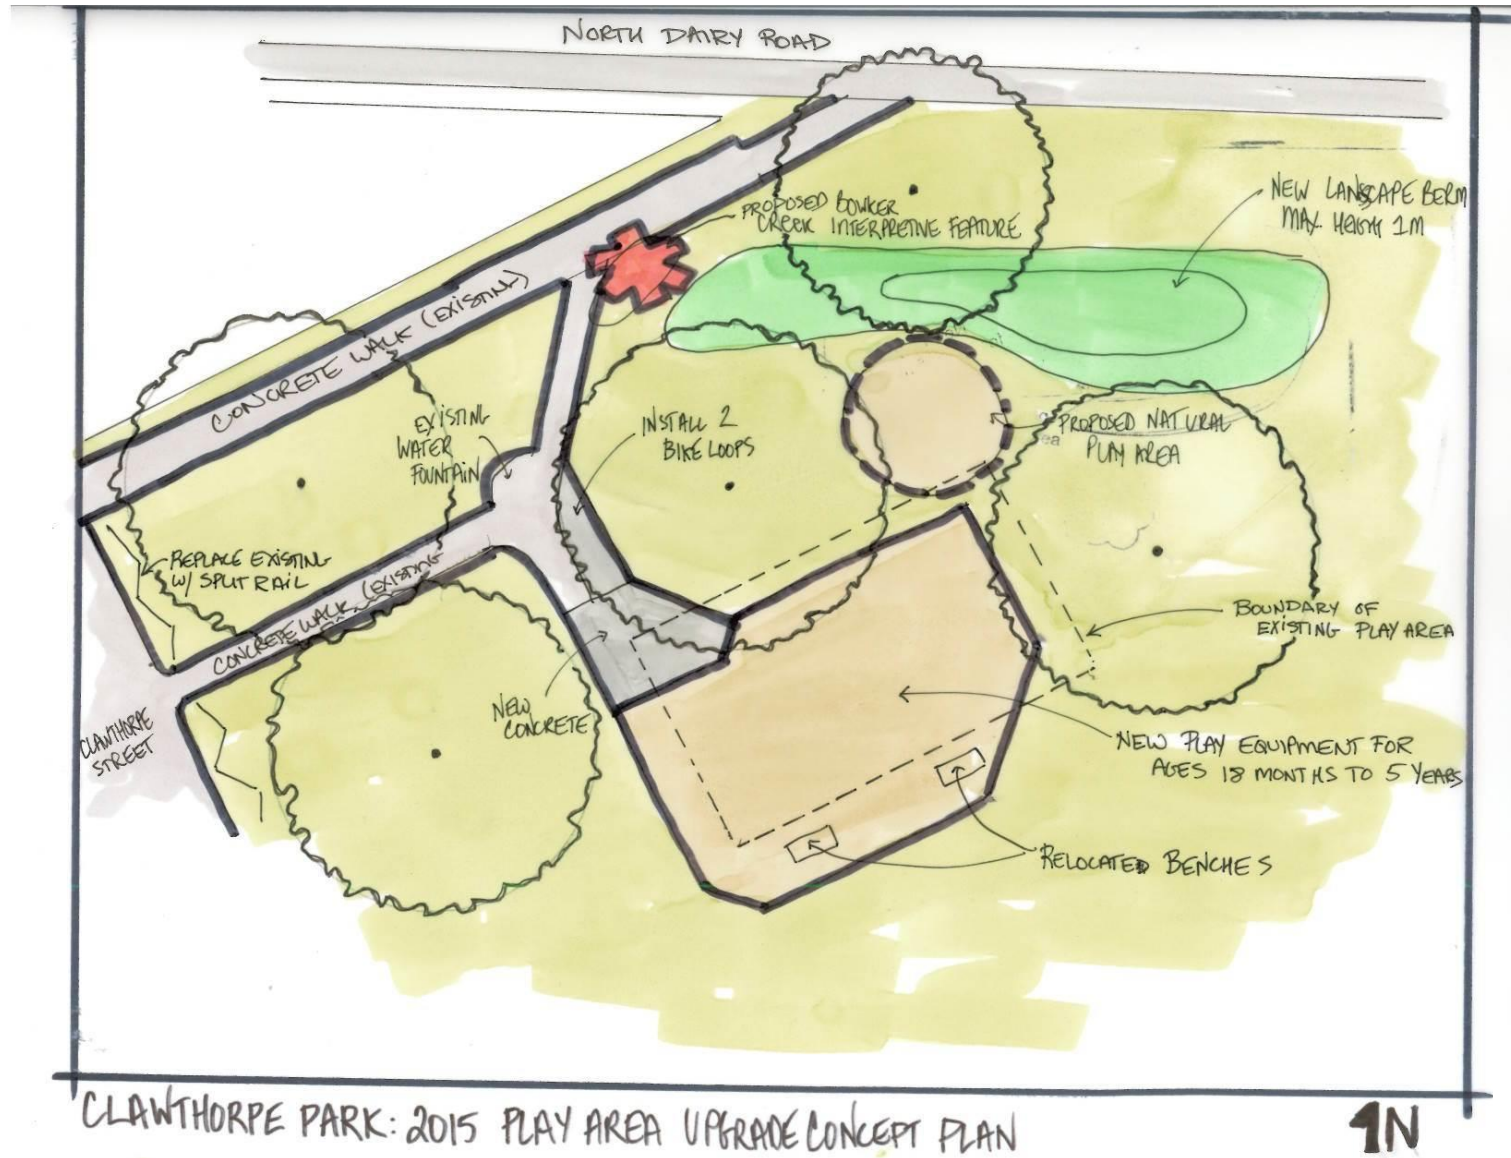 NORTH DAIRY ROAD
NEW LANSCAPE BERM
MAX. HEIGHT 1M
PROPOSED BOWKER
CREEK INTERPRETIVE FEATURE
CONCRETE WALK (EXISTING)
EXISTING
WATER
FOUNTAIN
INSTALL 2
BIKE LOOPS
PROPOSED NATURAL
PLAY AREA
REPLACE EXISTING
W/ SPLIT RAIL
CONCRETE WALK (EXISTING
BOUNDARY OF
EXISTING PLAY AREA
NEW
CONCRETE
CLAWTHORPE
STREET
NEW PLAY EQUIPMENT FOR
AGES 18 MONTHS TO 5 YEARS
RELOCATED BENCHES
CLAWTHORPE PARK: 2015 PLAY AREA UPGRADE CONCEPT PLAN
N